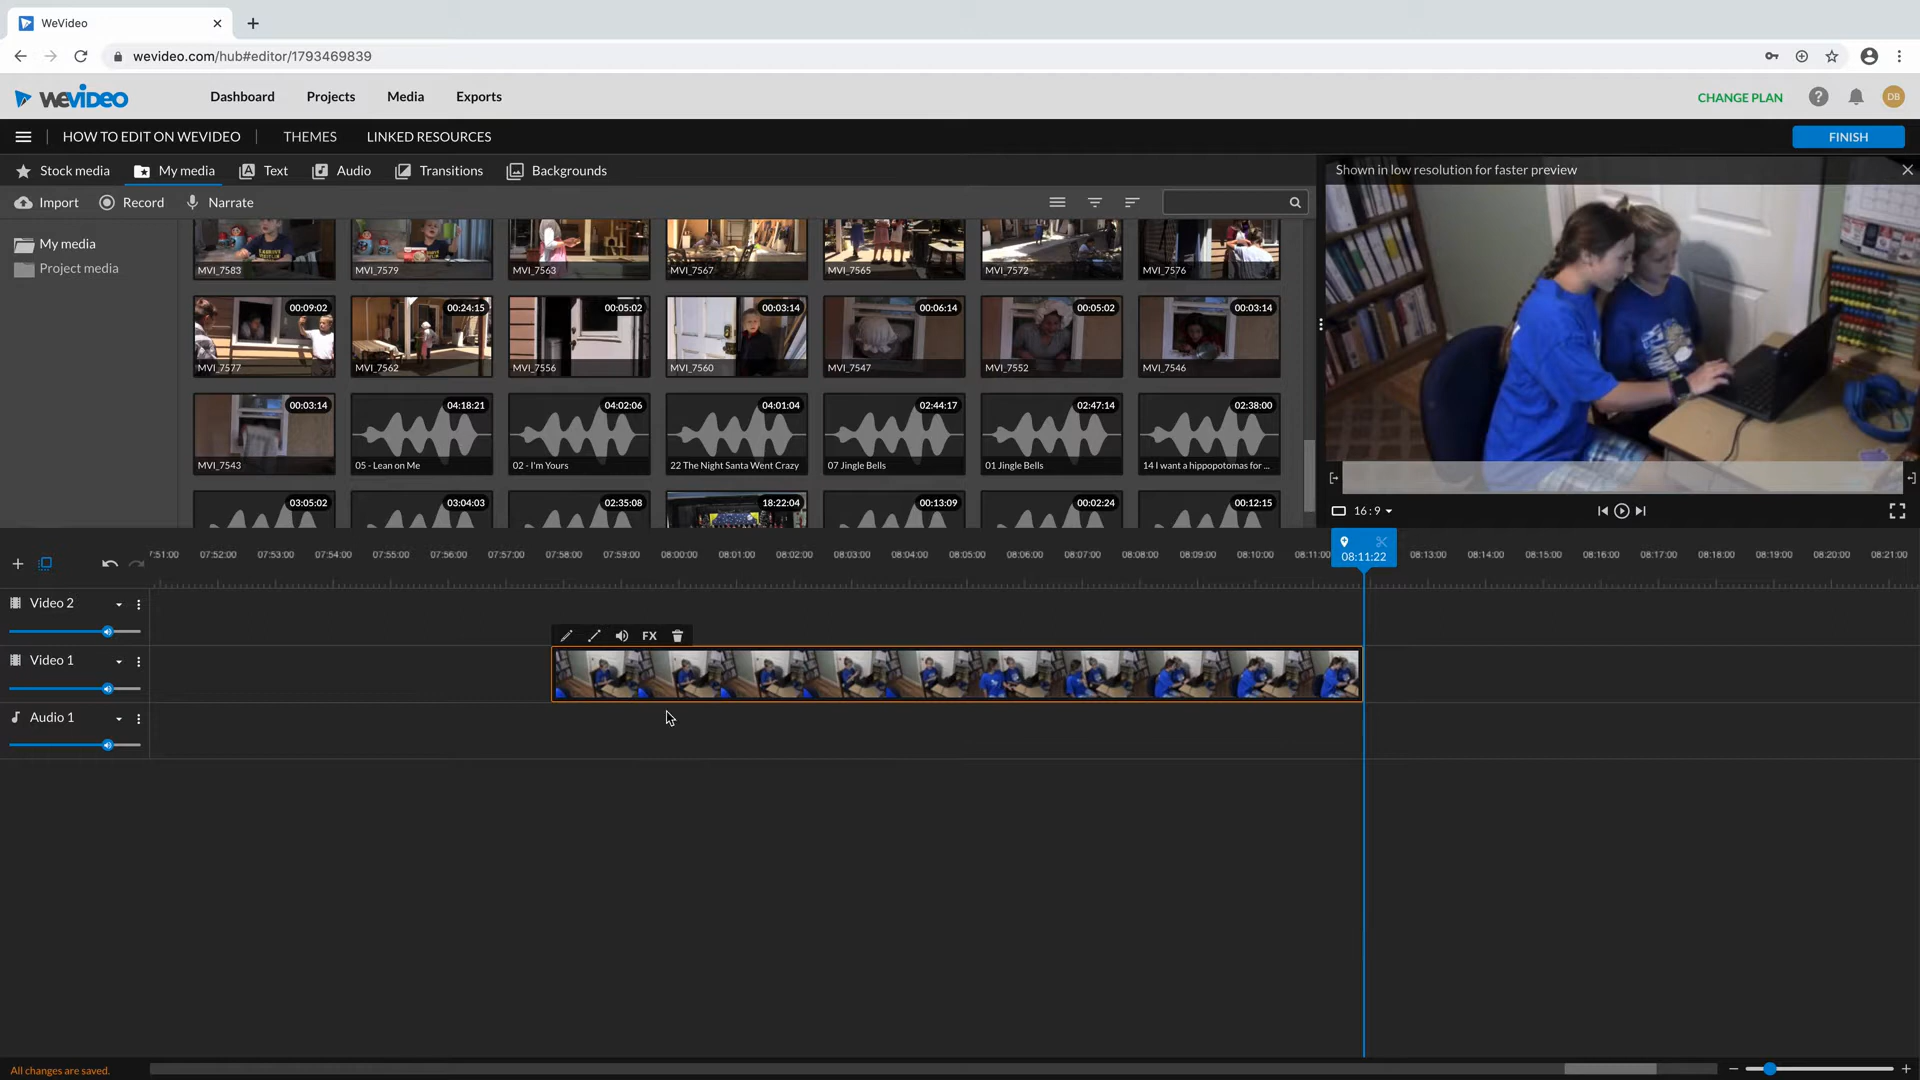 WeVideo
wevideo.com/hub#editor/1793469839
wevideo
Dashboard
Projects
Media
Exports
CHANGE PLAN
?
DB
HOW TO EDIT ON WEVIDEO
THEMES
LINKED RESOURCES
FINISH
Stock media
My media
Text
Audio
Transitions
Backgrounds
Shown in low resolution for faster preview
Import
Record
Narrate
My media
Project media
MVI_7583
MVI_7579
MVI_7563
MVI_7567
MVI_7565
MVI_7572
MVI_7576
00:09:02
00:24:15
00:05:02
00:03:14
00:06:14
00:05:02
00:03:14
MVI_7577
MVI_7562
MVI_7556
MVI_7560
MVI_7547
MVI_7552
MVI_7546
00:03:14
04:18:21
04:02:06
04:01:04
02:44:17
02:47:14
02:38:00
MVI_7543
05 - Lean on Me
02 - I'm Yours
22 The Night Santa Went Crazy
07 Jingle Bells
01 Jingle Bells
14 I want a hippopotomas for ...
03:05:02
03:04:03
02:35:08
18:22:04
00:13:09
00:02:24
00:12:15
16 : 9
7:51:00 07:52:00 07:53:00 07:54:00 07:55:00 07:56:00 07:57:00 07:58:00 07:59:00 08:00:00 08:01:00 08:02:00 08:03:00 08:04:00 08:05:00 08:06:00 08:07:00 08:08:00 08:09:00 08:10:00 08:11:00 08:11:22 08:13:00 08:14:00 08:15:00 08:16:00 08:17:00 08:18:00 08:19:00 08:20:00 08:21:00
Video 2
FX
Video 1
Audio 1
All changes are saved.